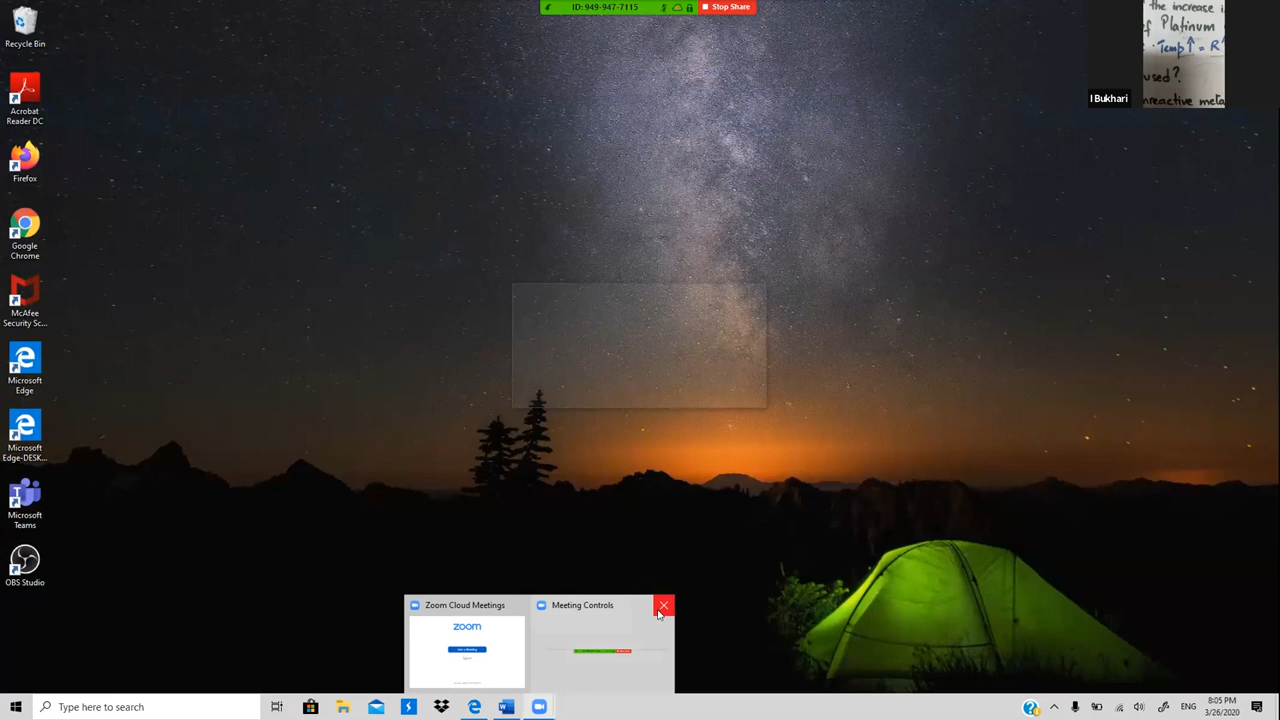 ID: 949-947-7115
Stop Share
the increase i
of Platinum
Temp↑ = R↑
used?.
nreactive meta
I Bukhari
Recycle Bin
Acrobat
Reader DC
Firefox
Google
Chrome
McAfee
Security Sc...
Microsoft
Edge
Microsoft
Edge-DESK...
Microsoft
Teams
OBS Studio
Zoom Cloud Meetings
Meeting Controls
zoom
Type here to search
ENG
8:05 PM
3/26/2020